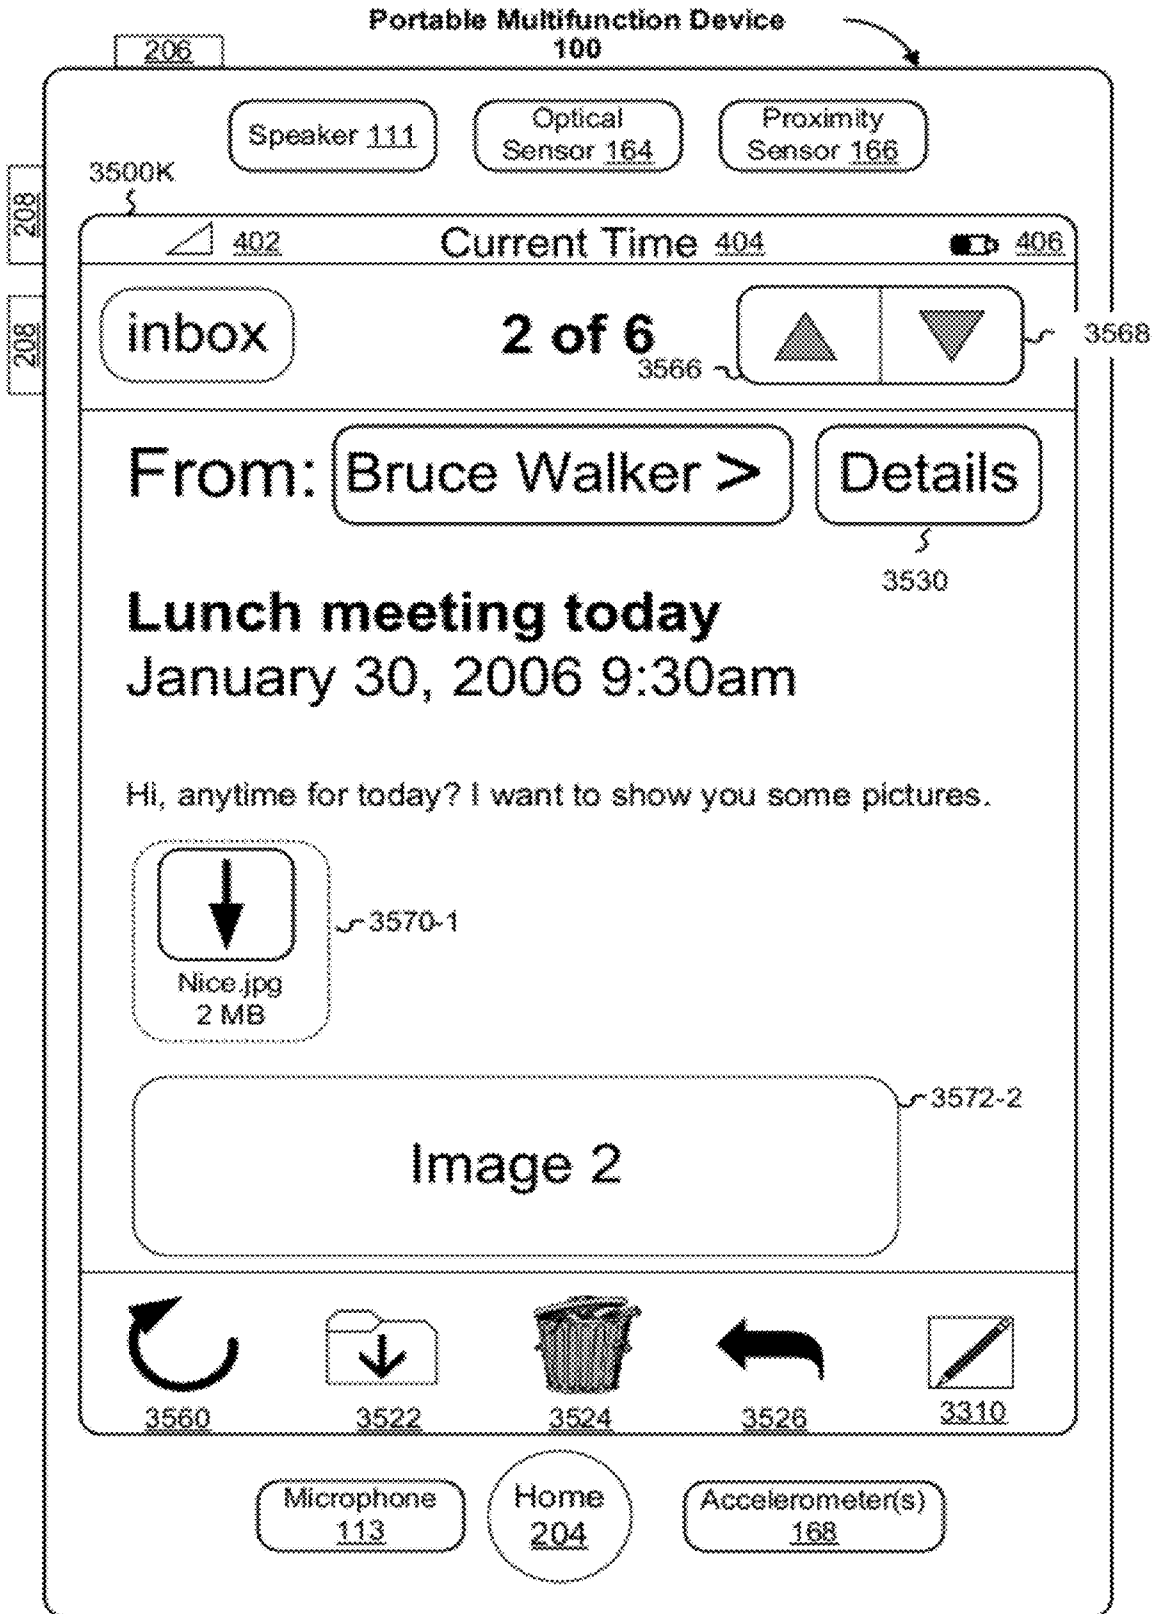 Portable Multifunction Device
100
206
Speaker 111
Optical
Sensor 164
Proximity
Sensor 166
3500K
208
402
Current Time 404
406
inbox
2 of 6
3566
3568
208
From: Bruce Walker >
Details
3530
Lunch meeting today
January 30, 2006 9:30am
Hi, anytime for today? I want to show you some pictures.
3570-1
Nice.jpg
2 MB
3572-2
Image 2
3560
3522
3524
3526
3310
Microphone
113
Home
204
Accelerometer(s)
168